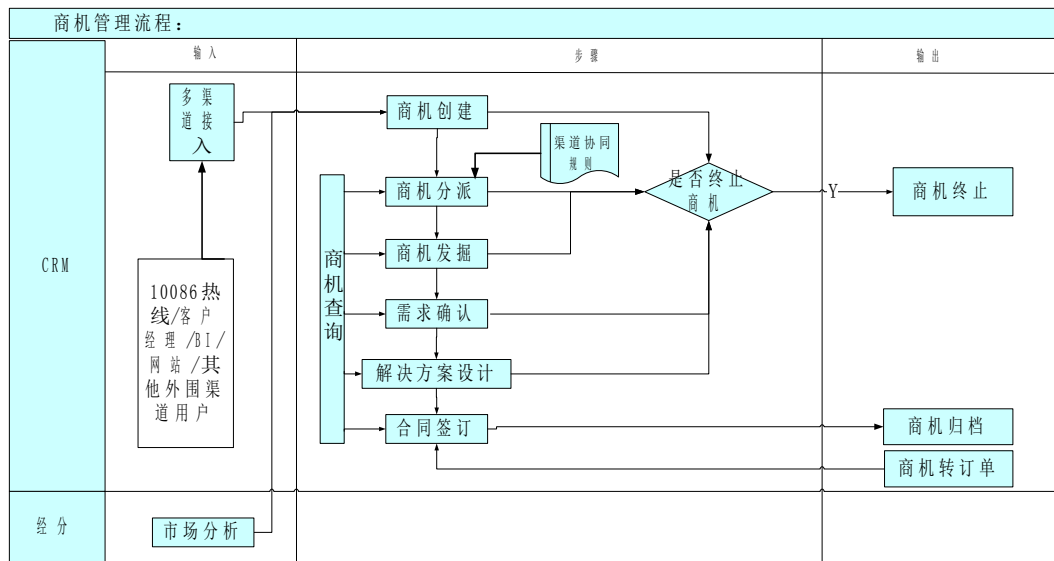 商机管理流程：
输入
步骤
输出
CRM
多渠
道接
入
商机创建
渠道协同
规则
是否终止
商机
Y
商机终止
商机分派
商机发掘
商机查询
需求确认
解决方案设计
合同签订
10086热
线/客户
经理/BI/
网站/其
他外围渠
道用户
商机归档
商机转订单
经分
市场分析